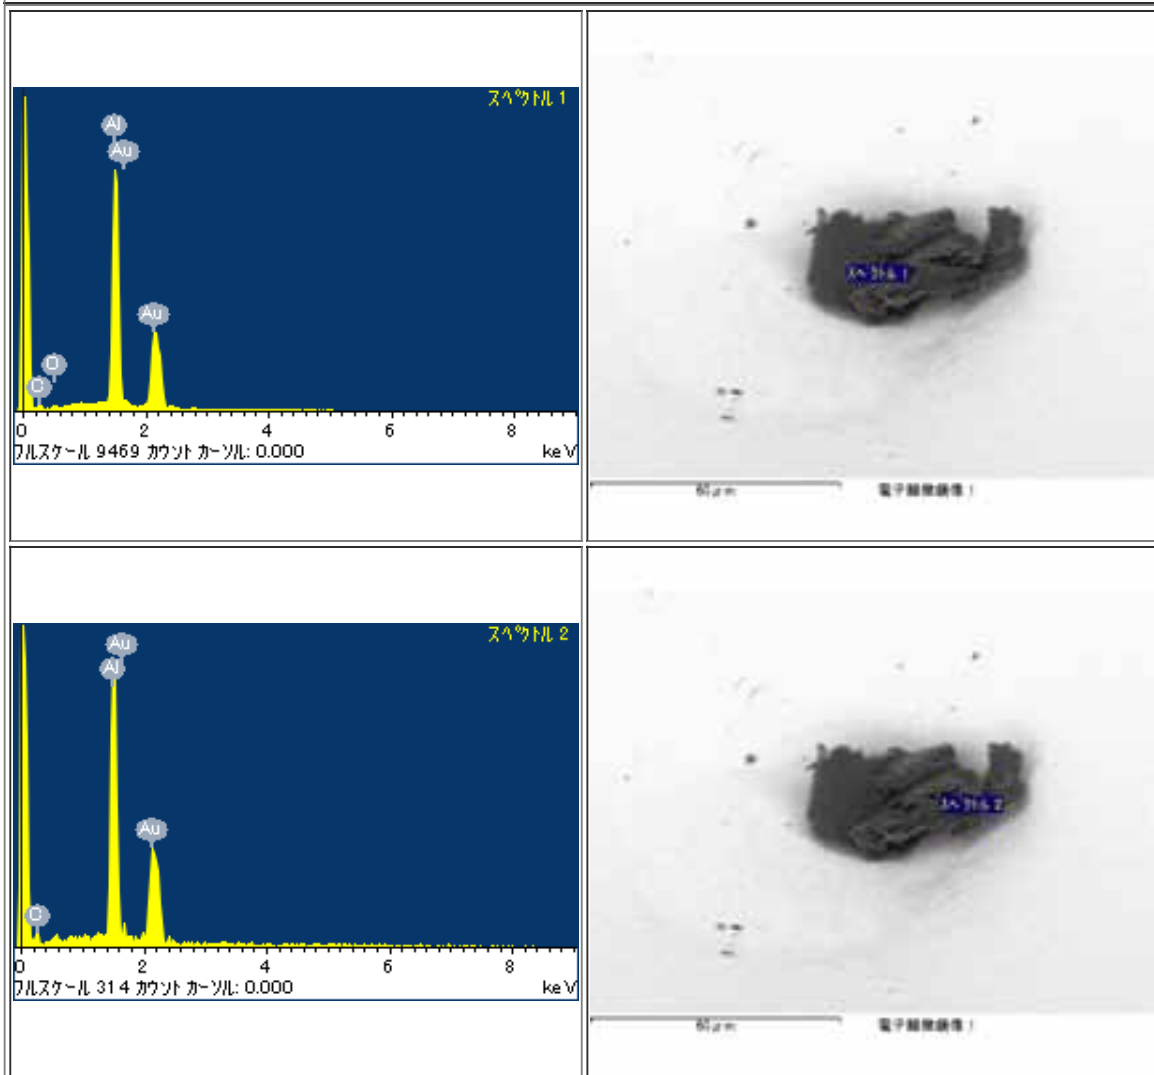 スペクトル 1
Al
Au
Au
O
C
0 2 4 6 8
フルスケール 9469 カウント カーソル: 0.000 keV
スペクトル 1
60μm 電子顕微鏡像 1
スペクトル 2
Au
Al
Au
C
0 2 4 6 8
フルスケール 314 カウント カーソル: 0.000 keV
スペクトル 2
60μm 電子顕微鏡像 1